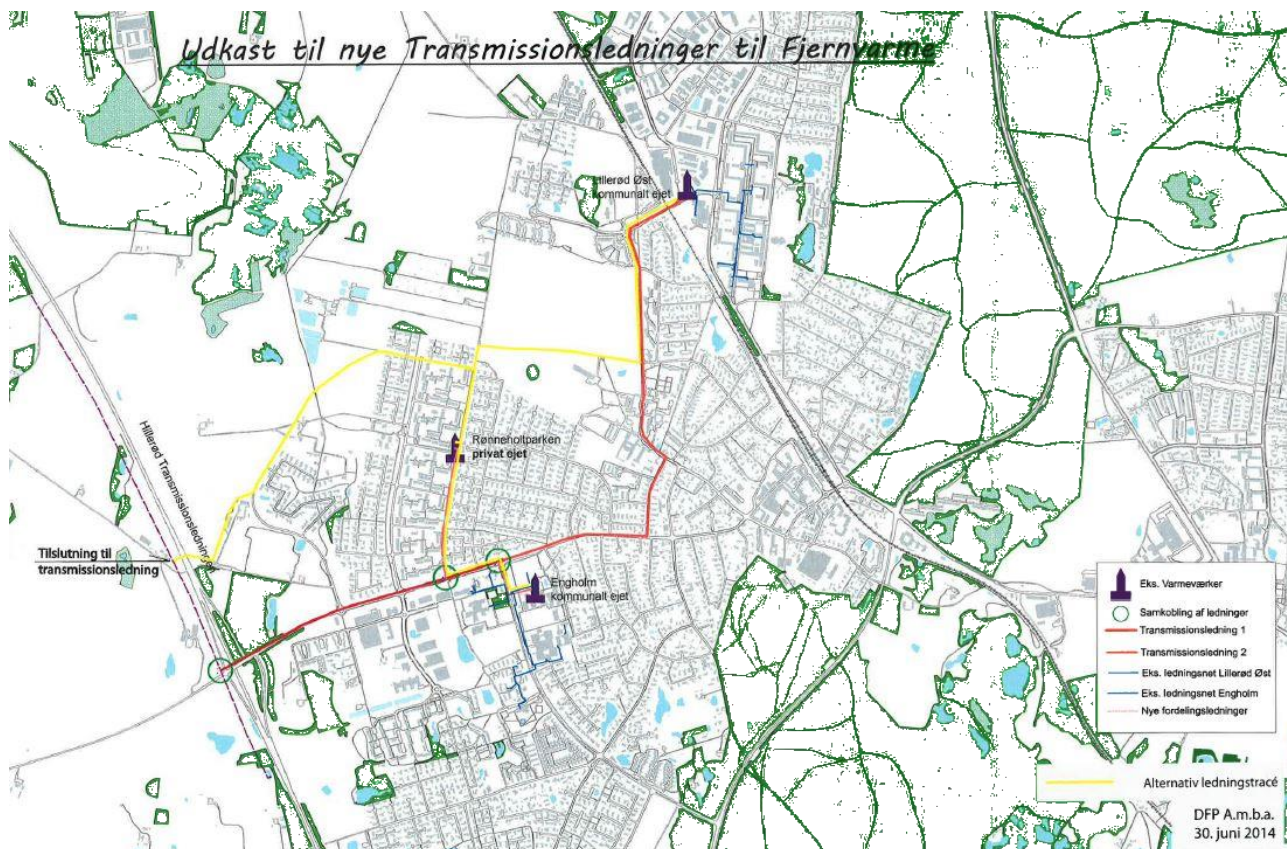 Udkast til nye Transmissionsledninger til Fjernvarme
Lillerød Øst
kommunalt ejet
Hillerød Transmissionsledning
Rønneholtparken
privat ejet
Tilslutning til
transmissionsledning
Engholm
kommunalt ejet
Eks. Varmeværker
Samkobling af ledninger
Transmissionsledning 1
Transmissionsledning 2
Eks. ledningsnet Lillerød Øst
Eks. ledningsnet Engholm
Nye fordelingsledninger
Alternativ ledningstracé
DFP A.m.b.a.
30. juni 2014